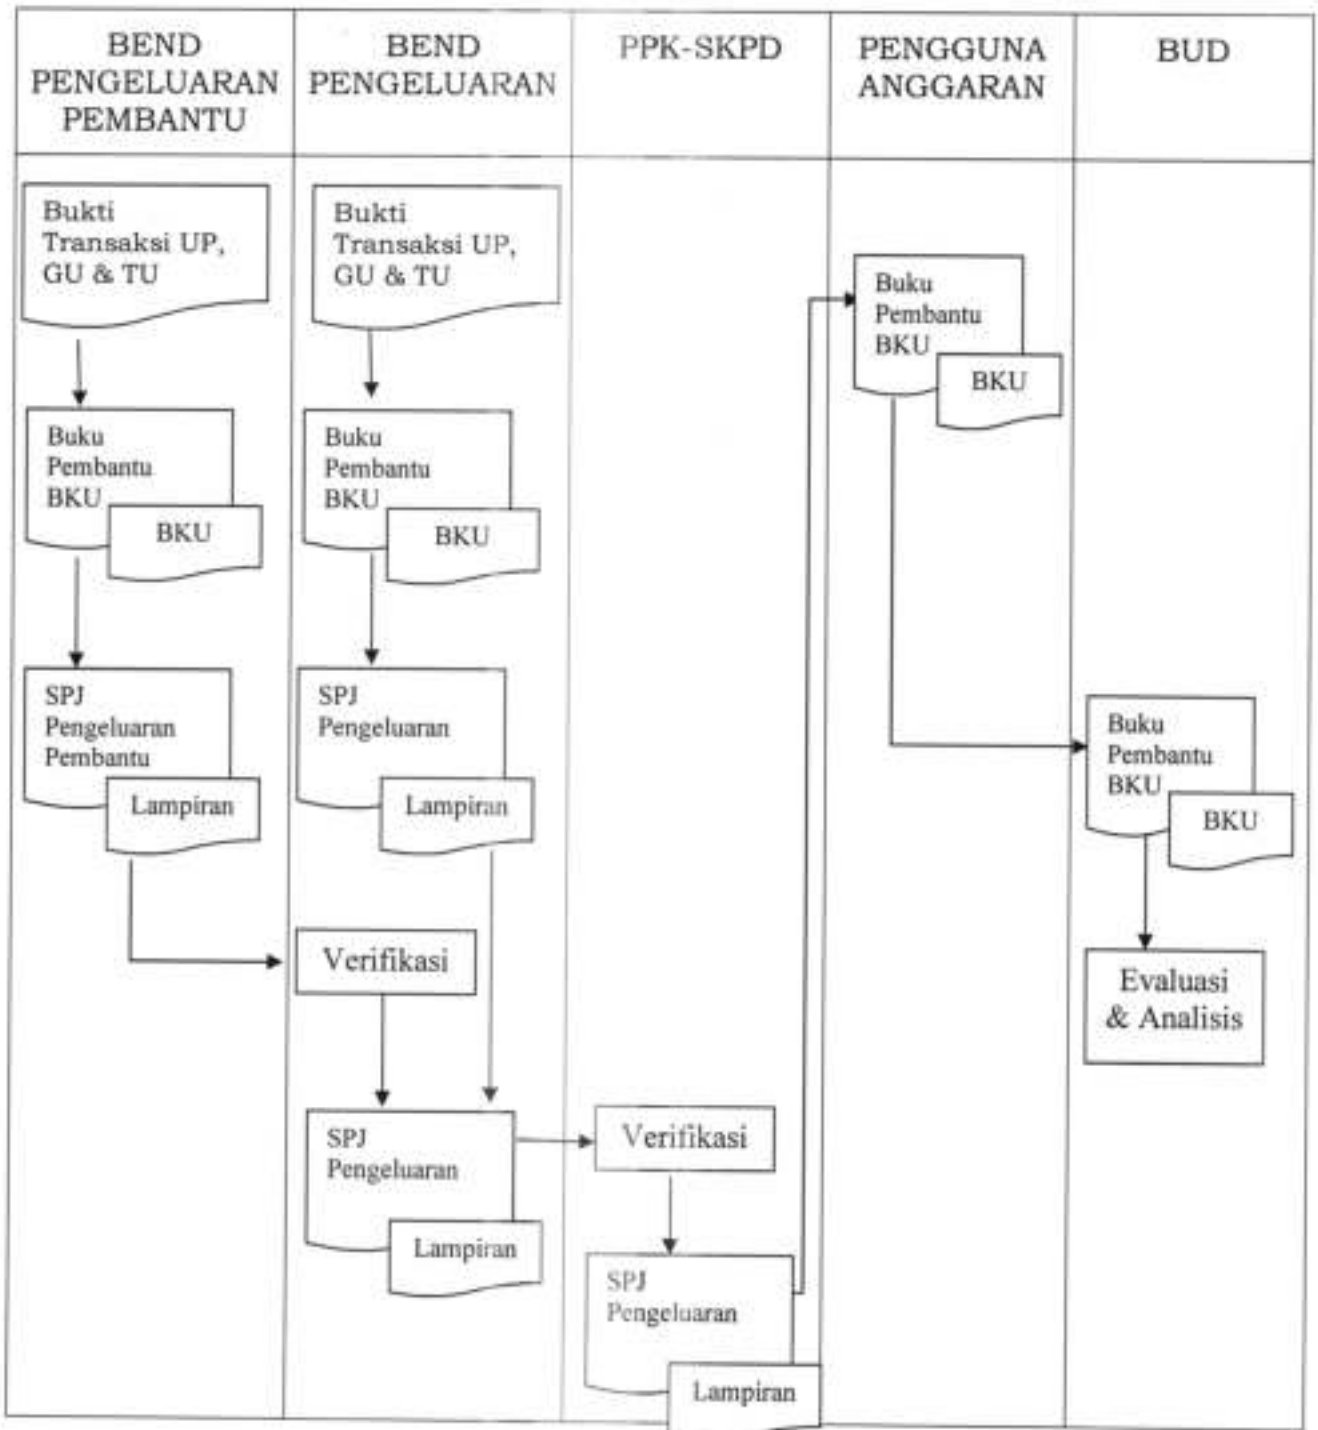 BEND
PENGELUARAN
PEMBANTU
BEND
PENGELUARAN
PPK-SKPD
PENGGUNA
ANGGARAN
BUD
Bukti
Transaksi UP,
GU & TU
Buku
Pembantu
BKU
BKU
SPJ
Pengeluaran
Pembantu
Lampiran
Bukti
Transaksi UP,
GU & TU
Buku
Pembantu
BKU
BKU
SPJ
Pengeluaran
Lampiran
Verifikasi
SPJ
Pengeluaran
Lampiran
Verifikasi
SPJ
Pengeluaran
Lampiran
Buku
Pembantu
BKU
BKU
Buku
Pembantu
BKU
BKU
Evaluasi
& Analisis